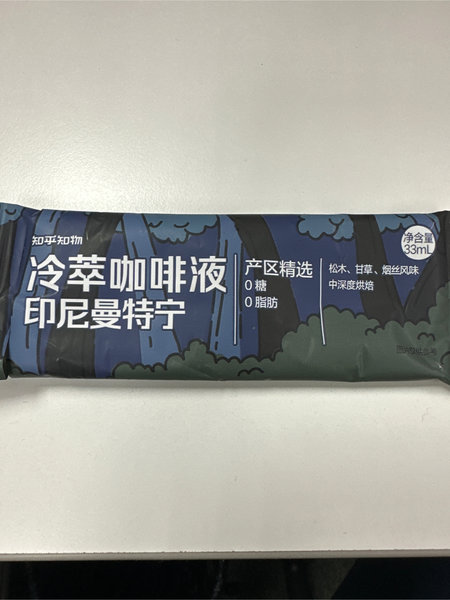 知乎知物
冷萃咖啡液
印尼曼特宁
产区精选
0 糖
0 脂肪
松木、甘草、烟丝风味
中深度烘焙
净含量
33mL